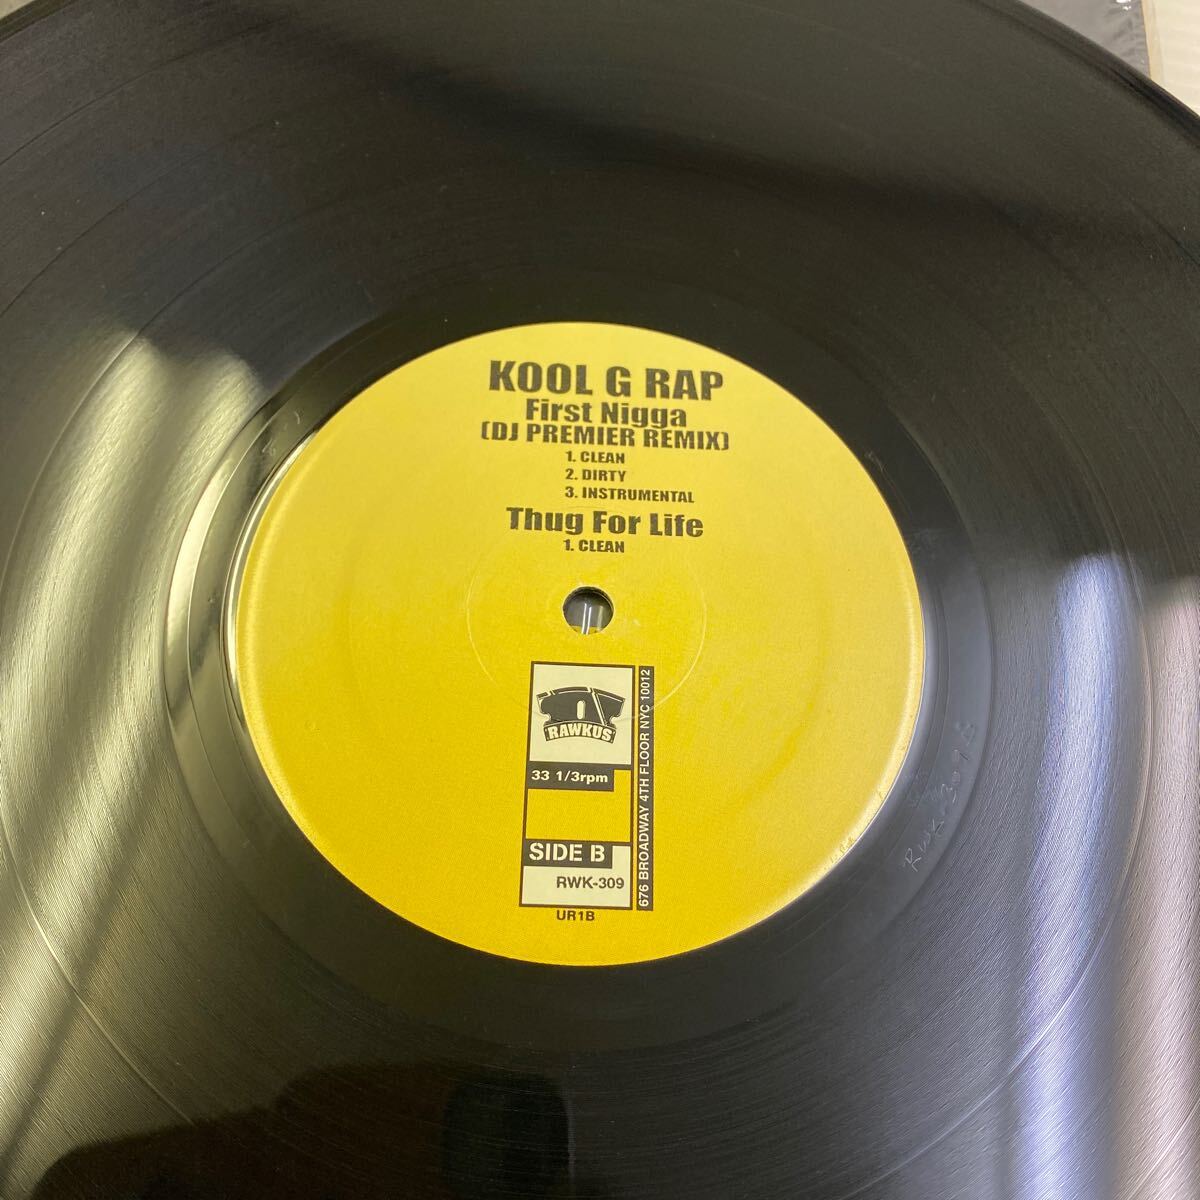 KOOL G RAP
First Nigga
(DJ PREMIER REMIX)
1. CLEAN
2. DIRTY
3. INSTRUMENTAL
Thug For Life
1. CLEAN
RAWKUS
33 1/3rpm
SIDE B
RWK-309
UR1B
676 BROADWAY 4TH FLOOR NYC 10012